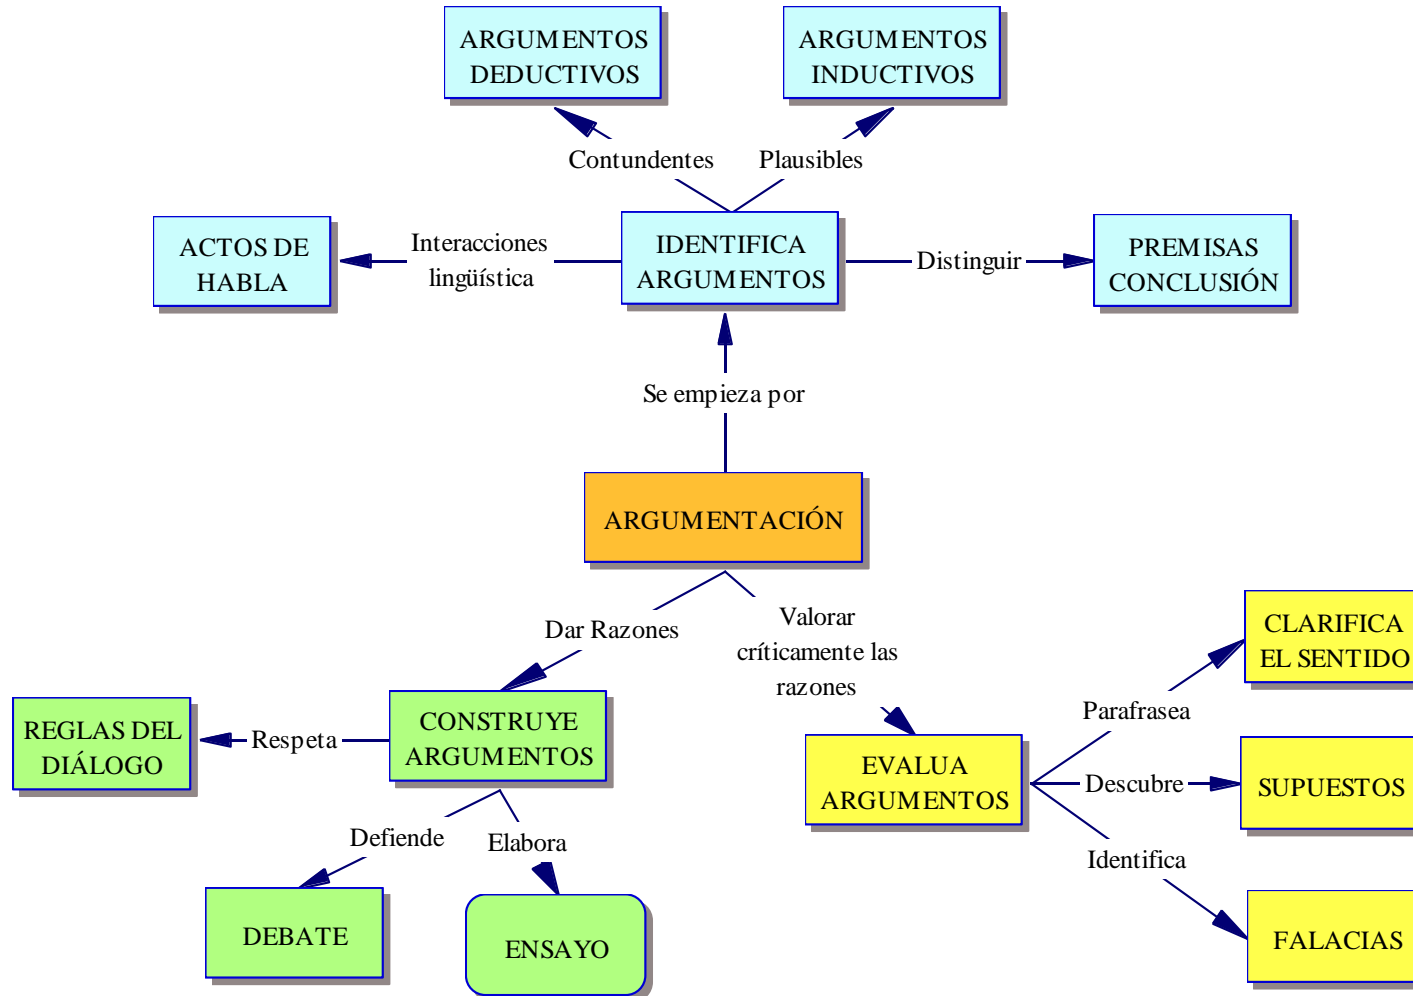 ARGUMENTOS
DEDUCTIVOS
ARGUMENTOS
INDUCTIVOS
Contundentes
Plausibles
ACTOS DE
HABLA
Interacciones
lingüística
IDENTIFICA
ARGUMENTOS
Distinguir
PREMISAS
CONCLUSIÓN
Se empieza por
ARGUMENTACIÓN
Dar Razones
Valorar
críticamente las
razones
CLARIFICA
EL SENTIDO
Parafrasea
REGLAS DEL
DIÁLOGO
Respeta
CONSTRUYE
ARGUMENTOS
EVALUA
ARGUMENTOS
Descubre
SUPUESTOS
Defiende
Elabora
Identifica
DEBATE
ENSAYO
FALACIAS